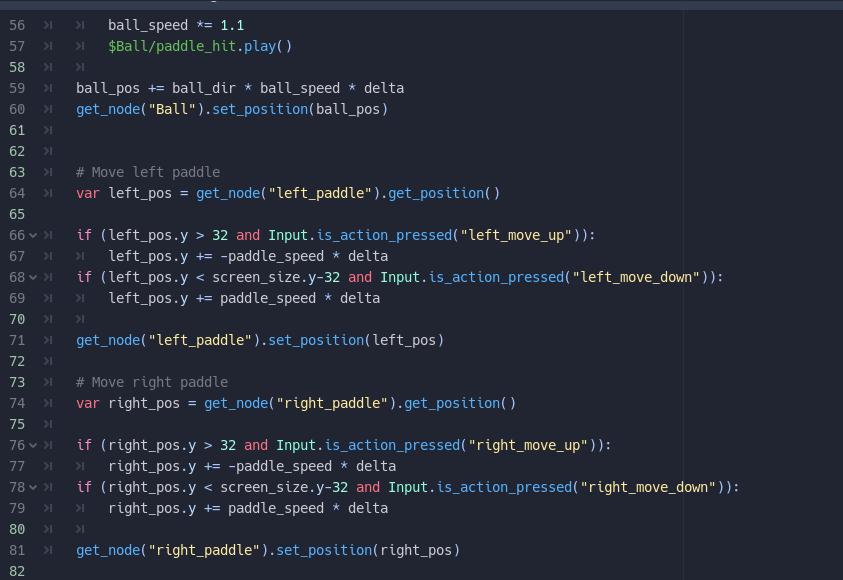 56 ball_speed *= 1.1
57 $Ball/paddle_hit.play()
58
59 ball_pos += ball_dir * ball_speed * delta
60 get_node("Ball").set_position(ball_pos)
61
62
63 # Move left paddle
64 var left_pos = get_node("left_paddle").get_position()
65
66 if (left_pos.y > 32 and Input.is_action_pressed("left_move_up")):
67 left_pos.y += -paddle_speed * delta
68 if (left_pos.y < screen_size.y-32 and Input.is_action_pressed("left_move_down")):
69 left_pos.y += paddle_speed * delta
70
71 get_node("left_paddle").set_position(left_pos)
72
73 # Move right paddle
74 var right_pos = get_node("right_paddle").get_position()
75
76 if (right_pos.y > 32 and Input.is_action_pressed("right_move_up")):
77 right_pos.y += -paddle_speed * delta
78 if (right_pos.y < screen_size.y-32 and Input.is_action_pressed("right_move_down")):
79 right_pos.y += paddle_speed * delta
80
81 get_node("right_paddle").set_position(right_pos)
82